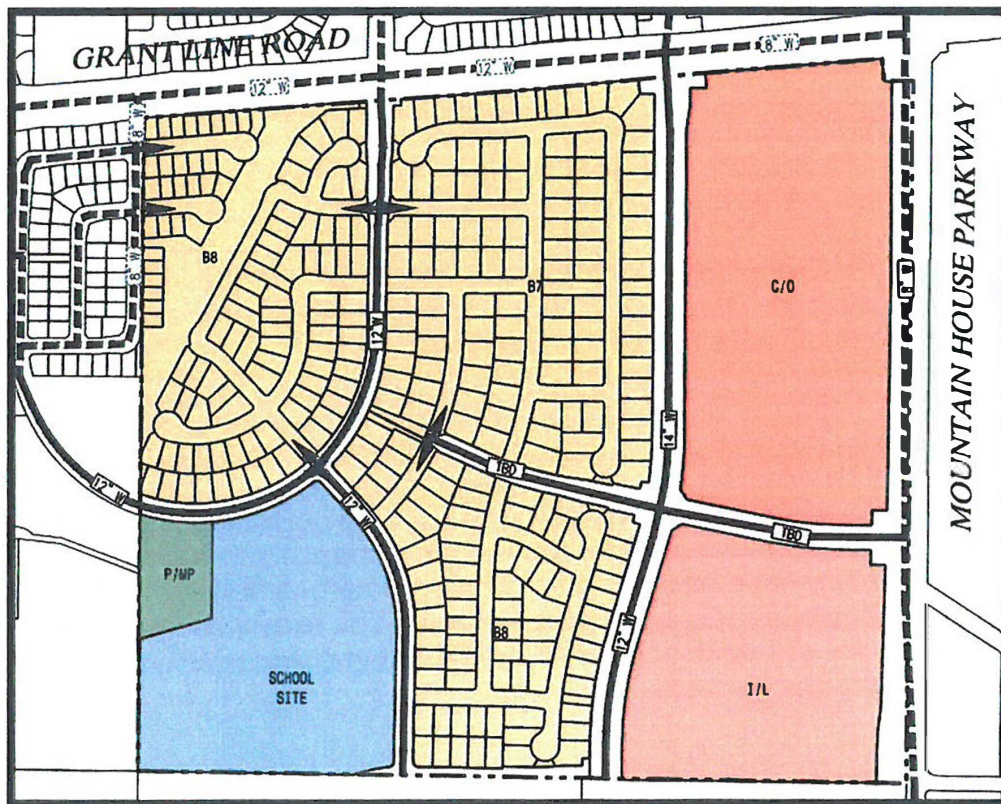 GRANT LINE ROAD
8" W
12" W
12" W
8" W
8" W
B8
B7
C/O
8" W
12" W
MOUNTAIN HOUSE PARKWAY
14" W
TBD
12" W
12" W
TBD
P/MP
B8
12" W
SCHOOL
SITE
I/L